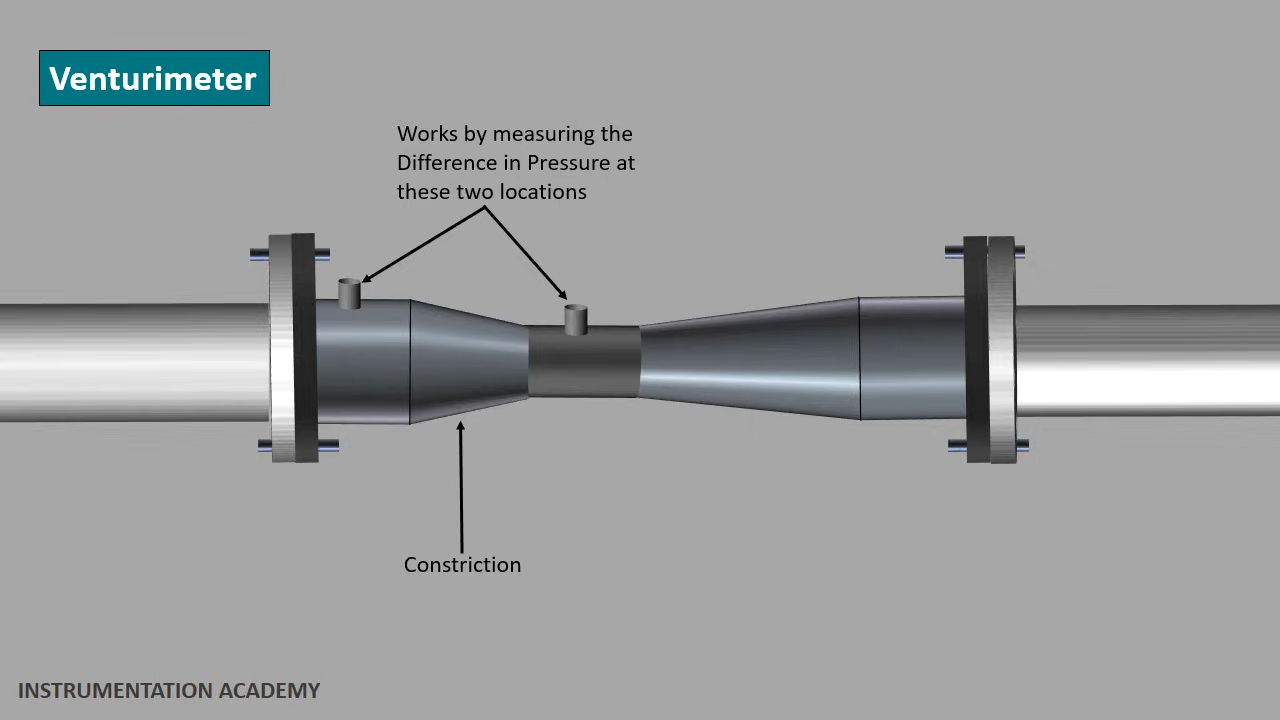 Venturimeter
Works by measuring the
Difference in Pressure at
these two locations
Constriction
INSTRUMENTATION ACADEMY